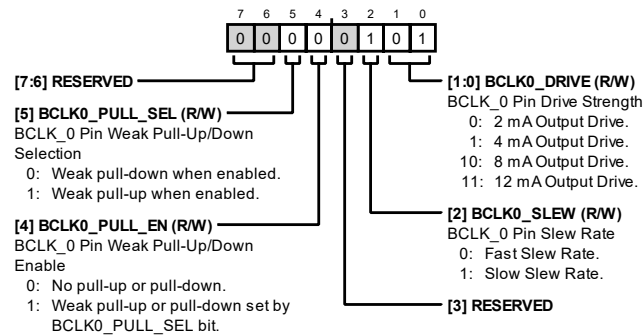 7 6 5 4 3 2 1 0
0 0 0 0 0 1 0 1
[7:6] RESERVED
[5] BCLK0_PULL_SEL (R/W)
BCLK_0 Pin Weak Pull-Up/Down
Selection
0: Weak pull-down when enabled.
1: Weak pull-up when enabled.
[4] BCLK0_PULL_EN (R/W)
BCLK_0 Pin Weak Pull-Up/Down
Enable
0: No pull-up or pull-down.
1: Weak pull-up or pull-down set by
BCLK0_PULL_SEL bit.
[1:0] BCLK0_DRIVE (R/W)
BCLK_0 Pin Drive Strength
0: 2 mA Output Drive.
1: 4 mA Output Drive.
10: 8 mA Output Drive.
11: 12 mA Output Drive.
[2] BCLK0_SLEW (R/W)
BCLK_0 Pin Slew Rate
0: Fast Slew Rate.
1: Slow Slew Rate.
[3] RESERVED